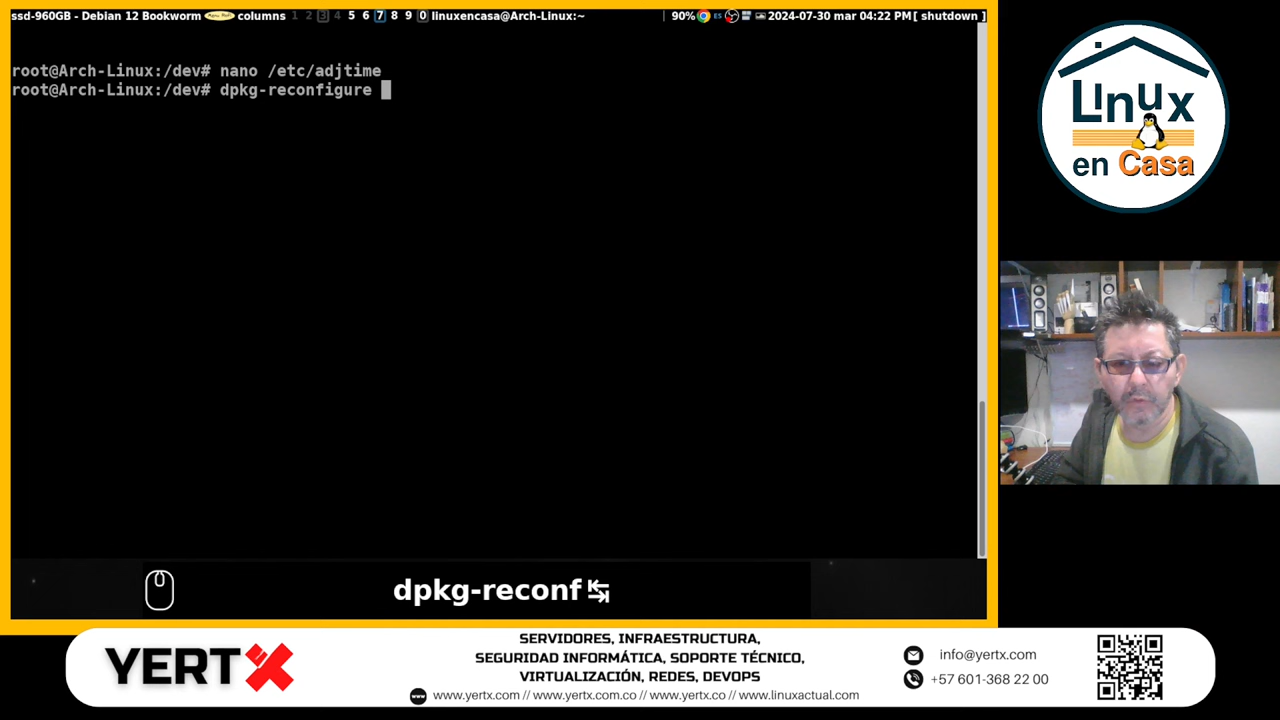 ssd-960GB - Debian 12 Bookworm columns 1 2 3 4 5 6 7 8 9 0 linuxencasa@Arch-Linux:~ 90% ES 2024-07-30 mar 04:22 PM[ shutdown ]
root@Arch-Linux:/dev# nano /etc/adjtime
root@Arch-Linux:/dev# dpkg-reconfigure
dpkg-reconf
Linux
en Casa
YERTX
SERVIDORES, INFRAESTRUCTURA,
SEGURIDAD INFORMÁTICA, SOPORTE TÉCNICO,
VIRTUALIZACIÓN, REDES, DEVOPS
www.yertx.com // www.yertx.com.co // www.yertx.co // www.linuxactual.com
info@yertx.com
+57 601-368 22 00